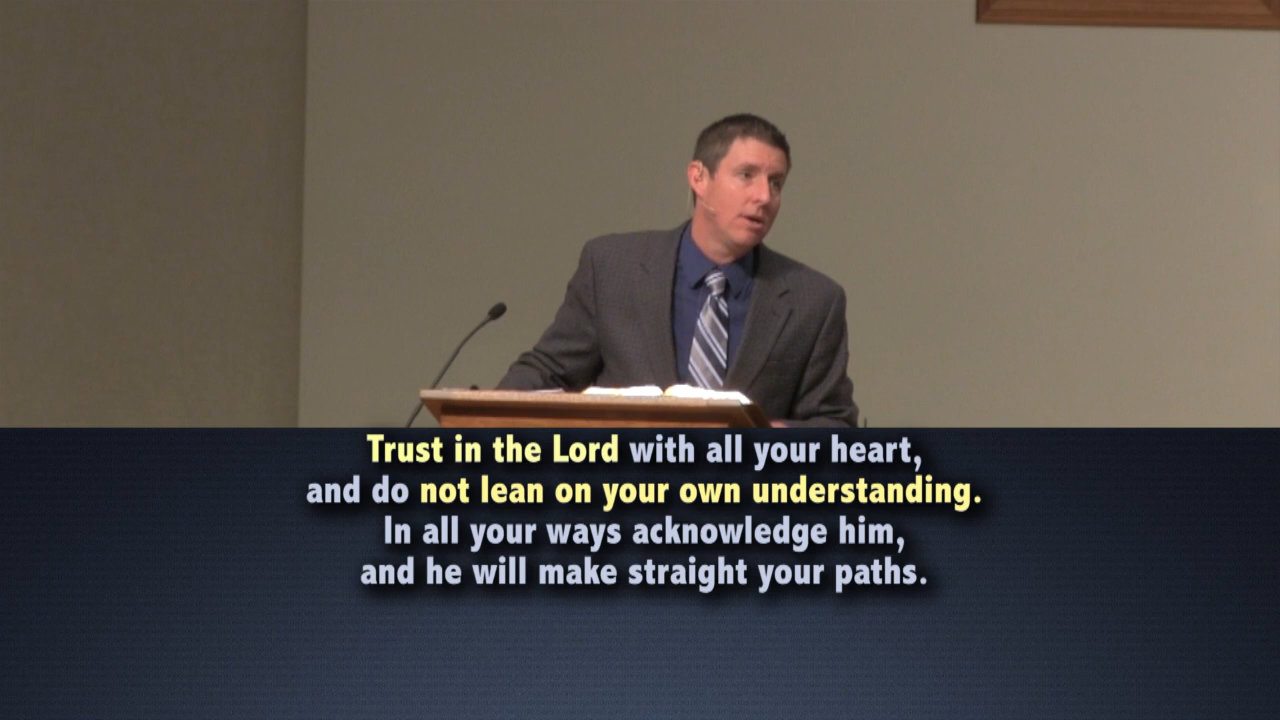 Trust in the Lord with all your heart,
and do not lean on your own understanding.
In all your ways acknowledge him,
and he will make straight your paths.